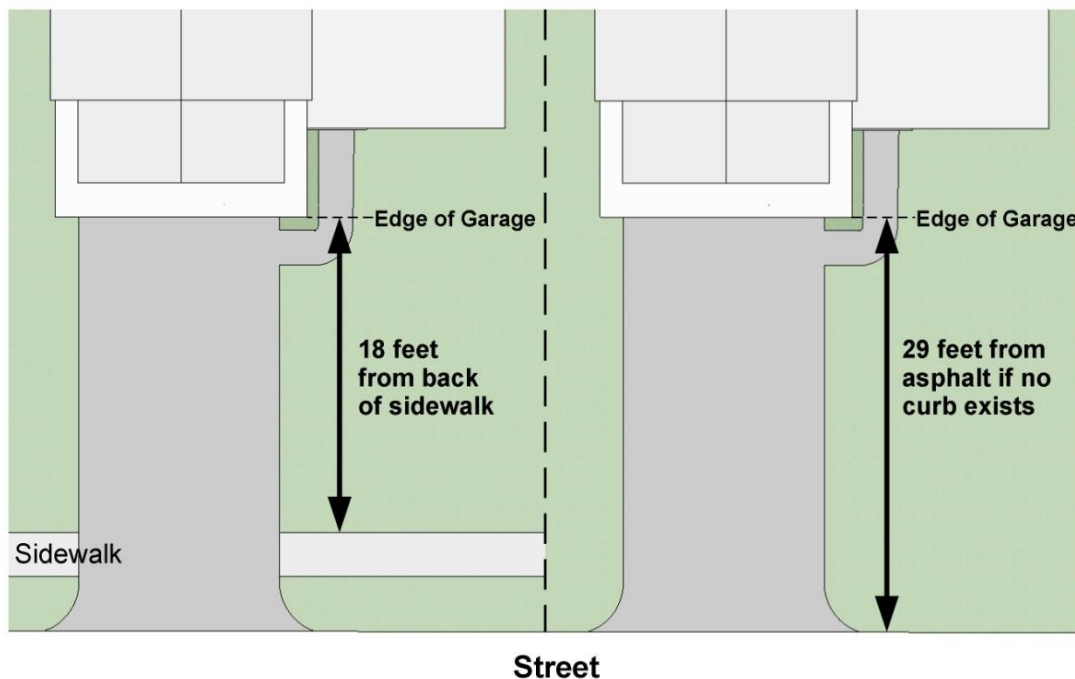 Edge of Garage
Edge of Garage
18 feet
from back
of sidewalk
29 feet from
asphalt if no
curb exists
Sidewalk
Street